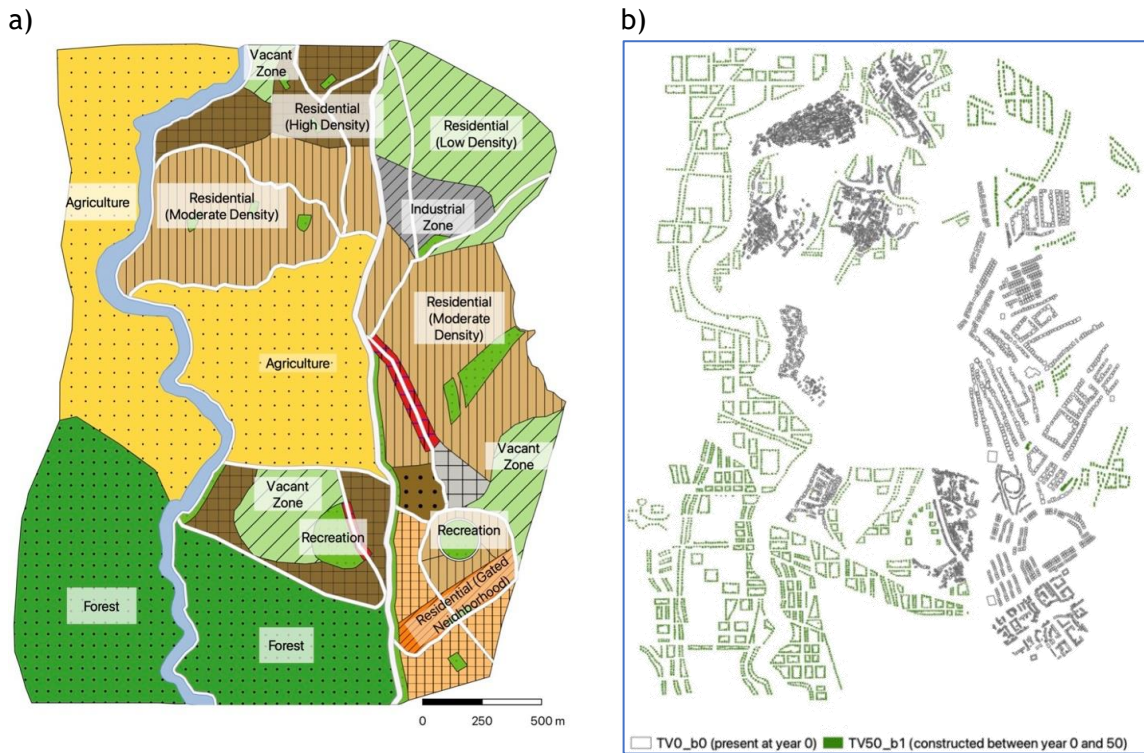 a)
Vacant
Zone
Residential
(High Density)
Residential
(Low Density)
Agriculture
Residential
(Moderate Density)
Industrial
Zone
Residential
(Moderate
Density)
Agriculture
Vacant
Zone
Vacant
Zone
Recreation
Recreation
Residential (Gated
Neighborhood)
Forest
Forest
0 250 500 m
b)
TV0_b0 (present at year 0) TV50_b1 (constructed between year 0 and 50)